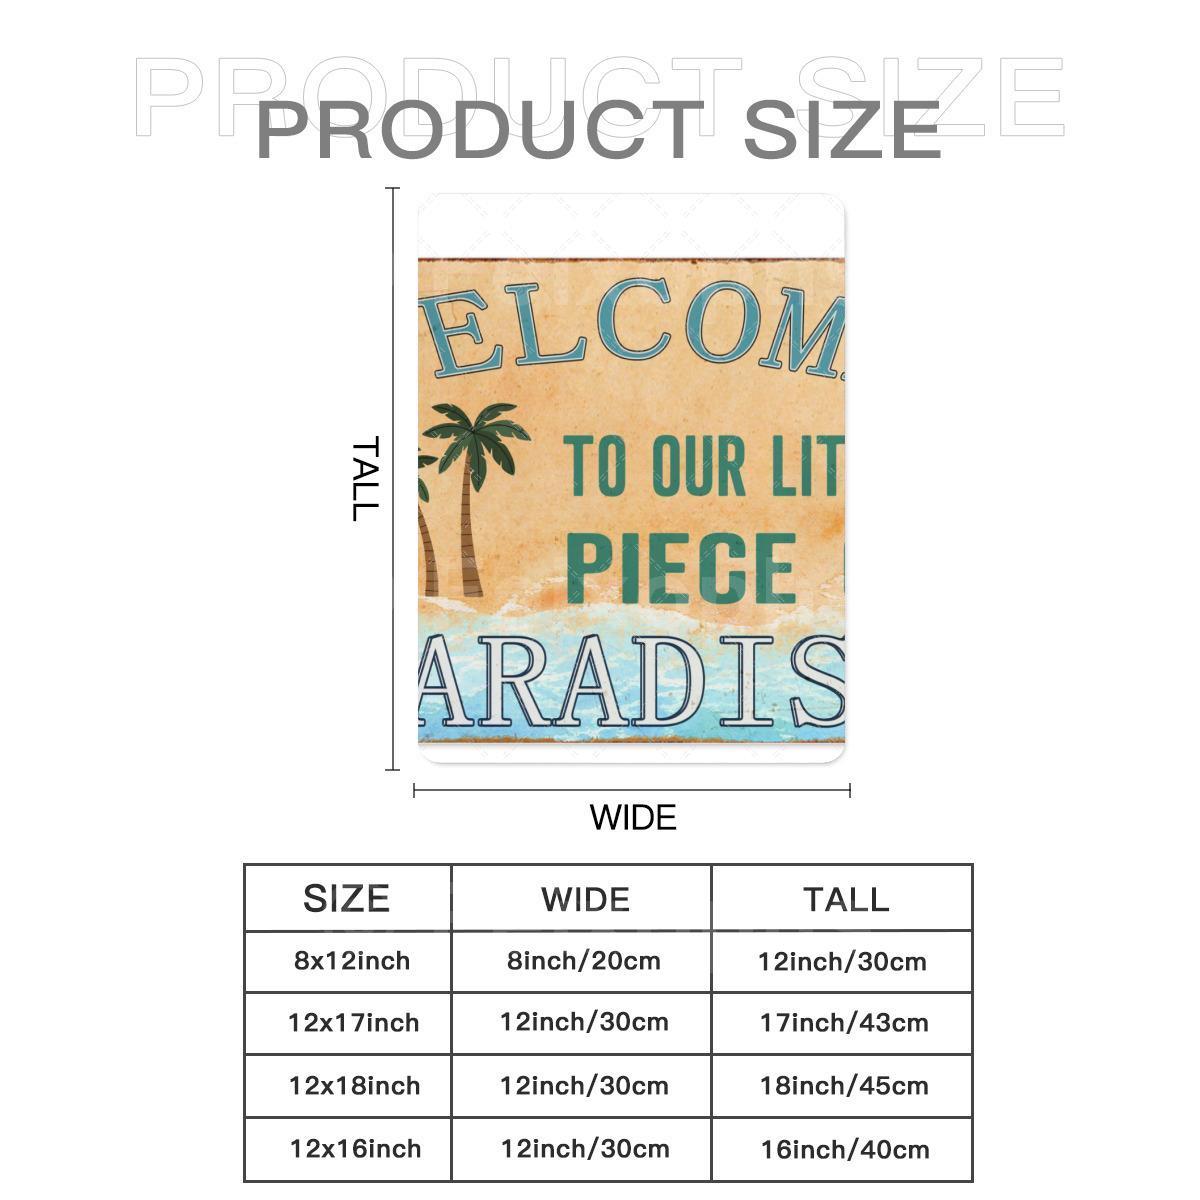 PRODUCT SIZE
PRODUCT SIZE
ELCOM
TO OUR LIT
PIECE
ARADIS
TALL
WIDE
SIZE WIDE TALL
8x12inch 8inch/20cm 12inch/30cm
12x17inch 12inch/30cm 17inch/43cm
12x18inch 12inch/30cm 18inch/45cm
12x16inch 12inch/30cm 16inch/40cm